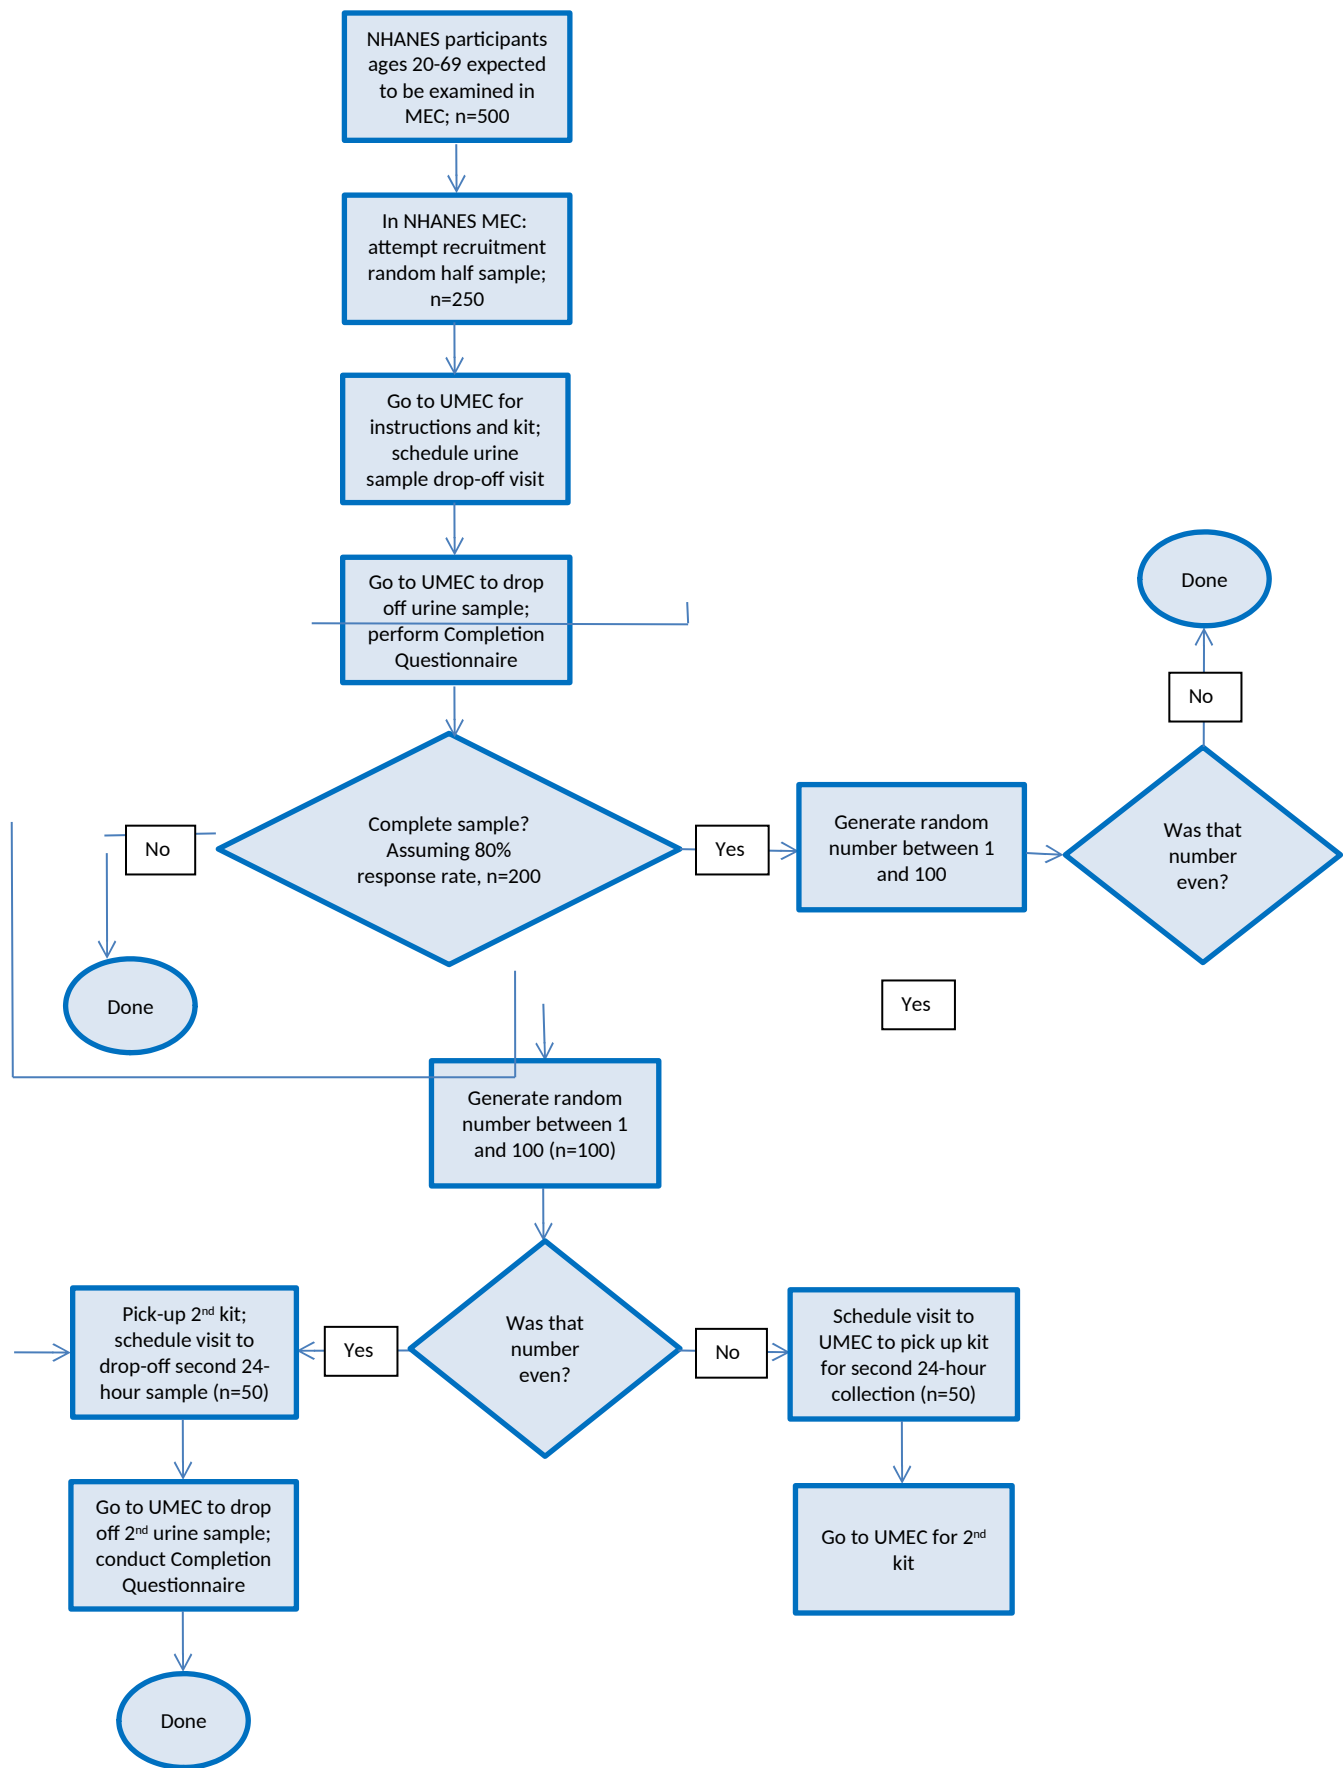 NHANES participants
ages 20-69 expected
to be examined in
MEC; n=500
In NHANES MEC:
attempt recruitment
random half sample;
n=250
Go to UMEC for
instructions and kit;
schedule urine
sample drop-off visit
Go to UMEC to drop
off urine sample;
perform Completion
Questionnaire
Done
No
Complete sample?
Assuming 80%
response rate, n=200
No
Yes
Generate random
number between 1
and 100
Was that
number
even?
Done
Yes
Generate random
number between 1
and 100 (n=100)
Was that
number
even?
Yes
No
Pick-up 2nd kit;
schedule visit to
drop-off second 24-
hour sample (n=50)
Schedule visit to
UMEC to pick up kit
for second 24-hour
collection (n=50)
Go to UMEC to drop
off 2nd urine sample;
conduct Completion
Questionnaire
Go to UMEC for 2nd
kit
Done